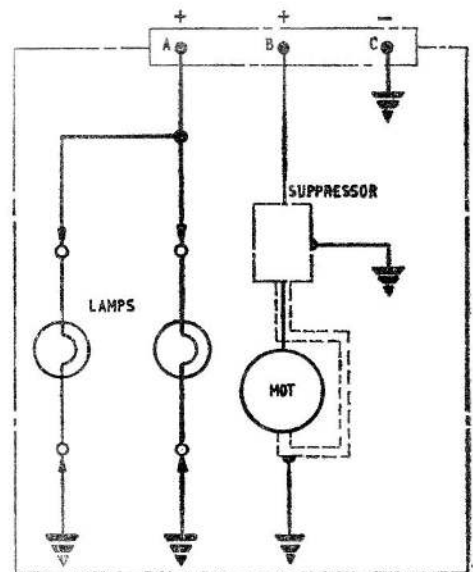 + + −
A B C
SUPPRESSOR
LAMPS
MOT